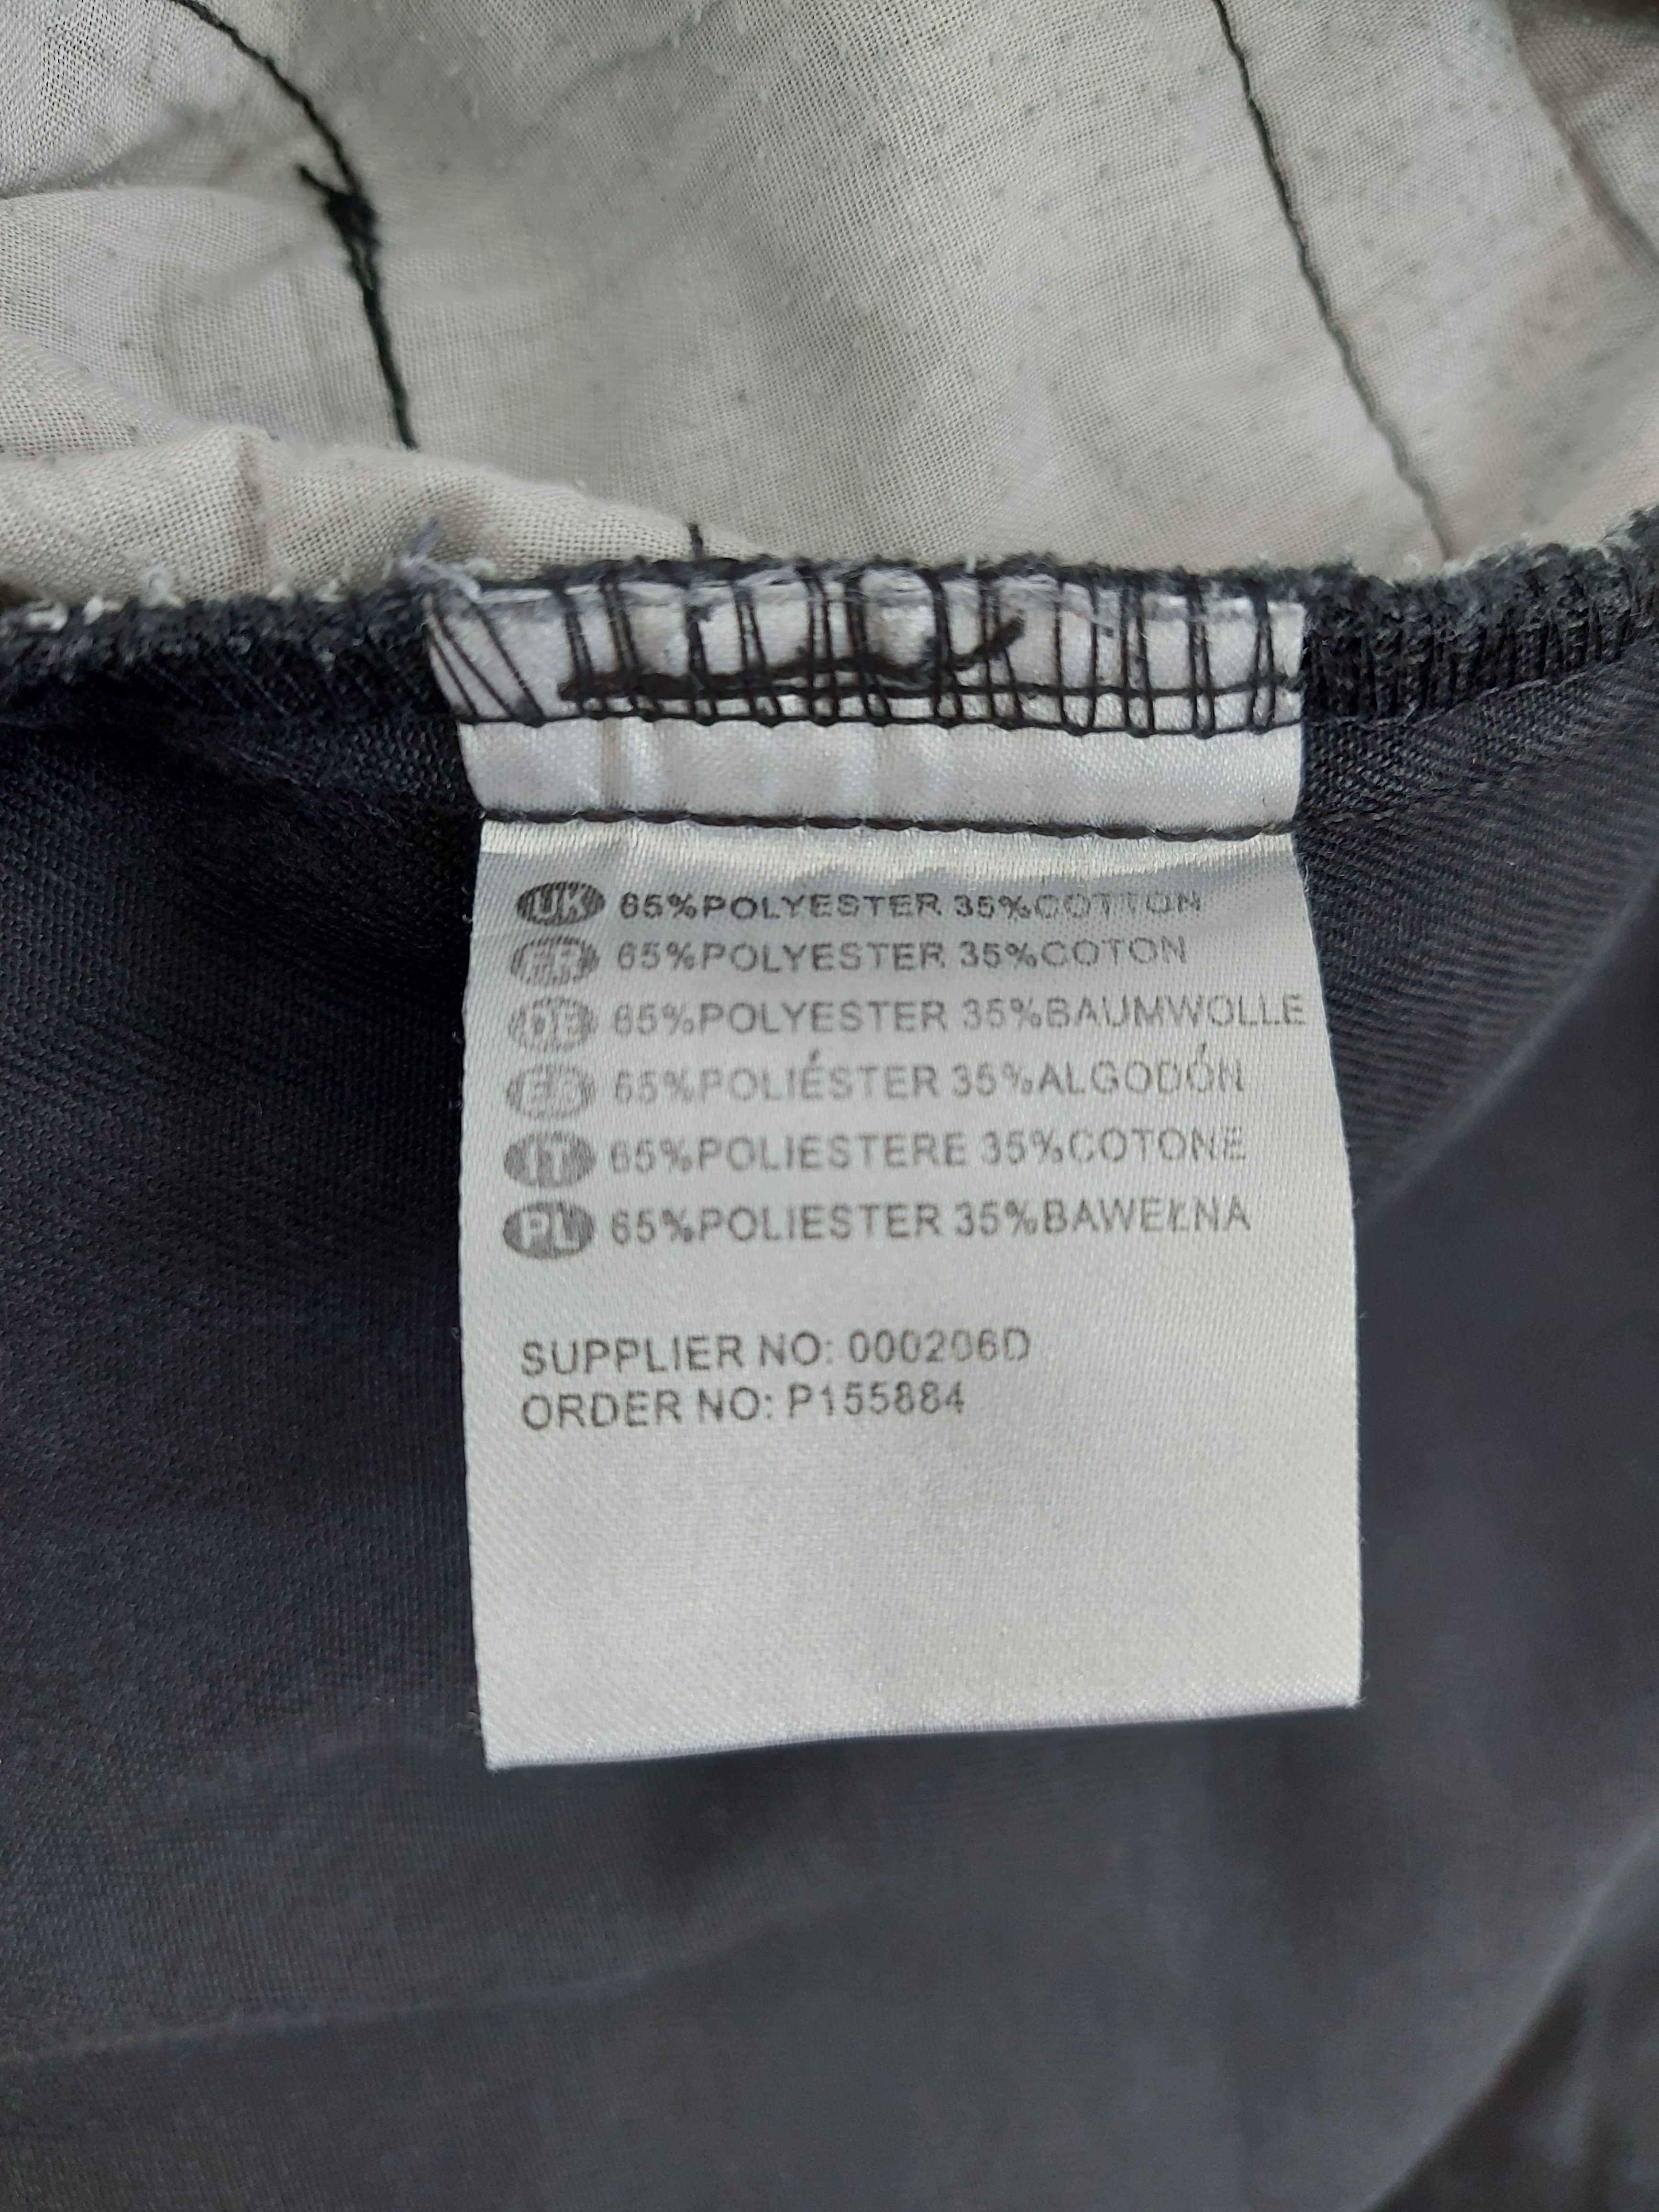 UK 65%POLYESTER 35%COTTON
FR 65%POLYESTER 35%COTON
DE 65%POLYESTER 35%BAUMWOLLE
ES 65%POLIÉSTER 35%ALGODÓN
IT 65%POLIESTERE 35%COTONE
PL 65%POLIESTER 35%BAWEŁNA
SUPPLIER NO: 000206D
ORDER NO: P155884